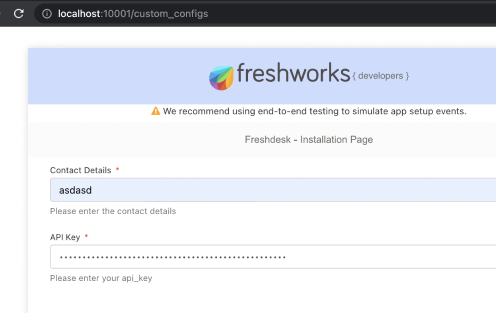 localhost:10001/custom_configs
freshworks { developers }
⚠ We recommend using end-to-end testing to simulate app setup events.
Freshdesk - Installation Page
Contact Details *
asdasd
Please enter the contact details
API Key *
••••••••••••••••••••••••••••••••••••••••••••••••••
Please enter your api_key